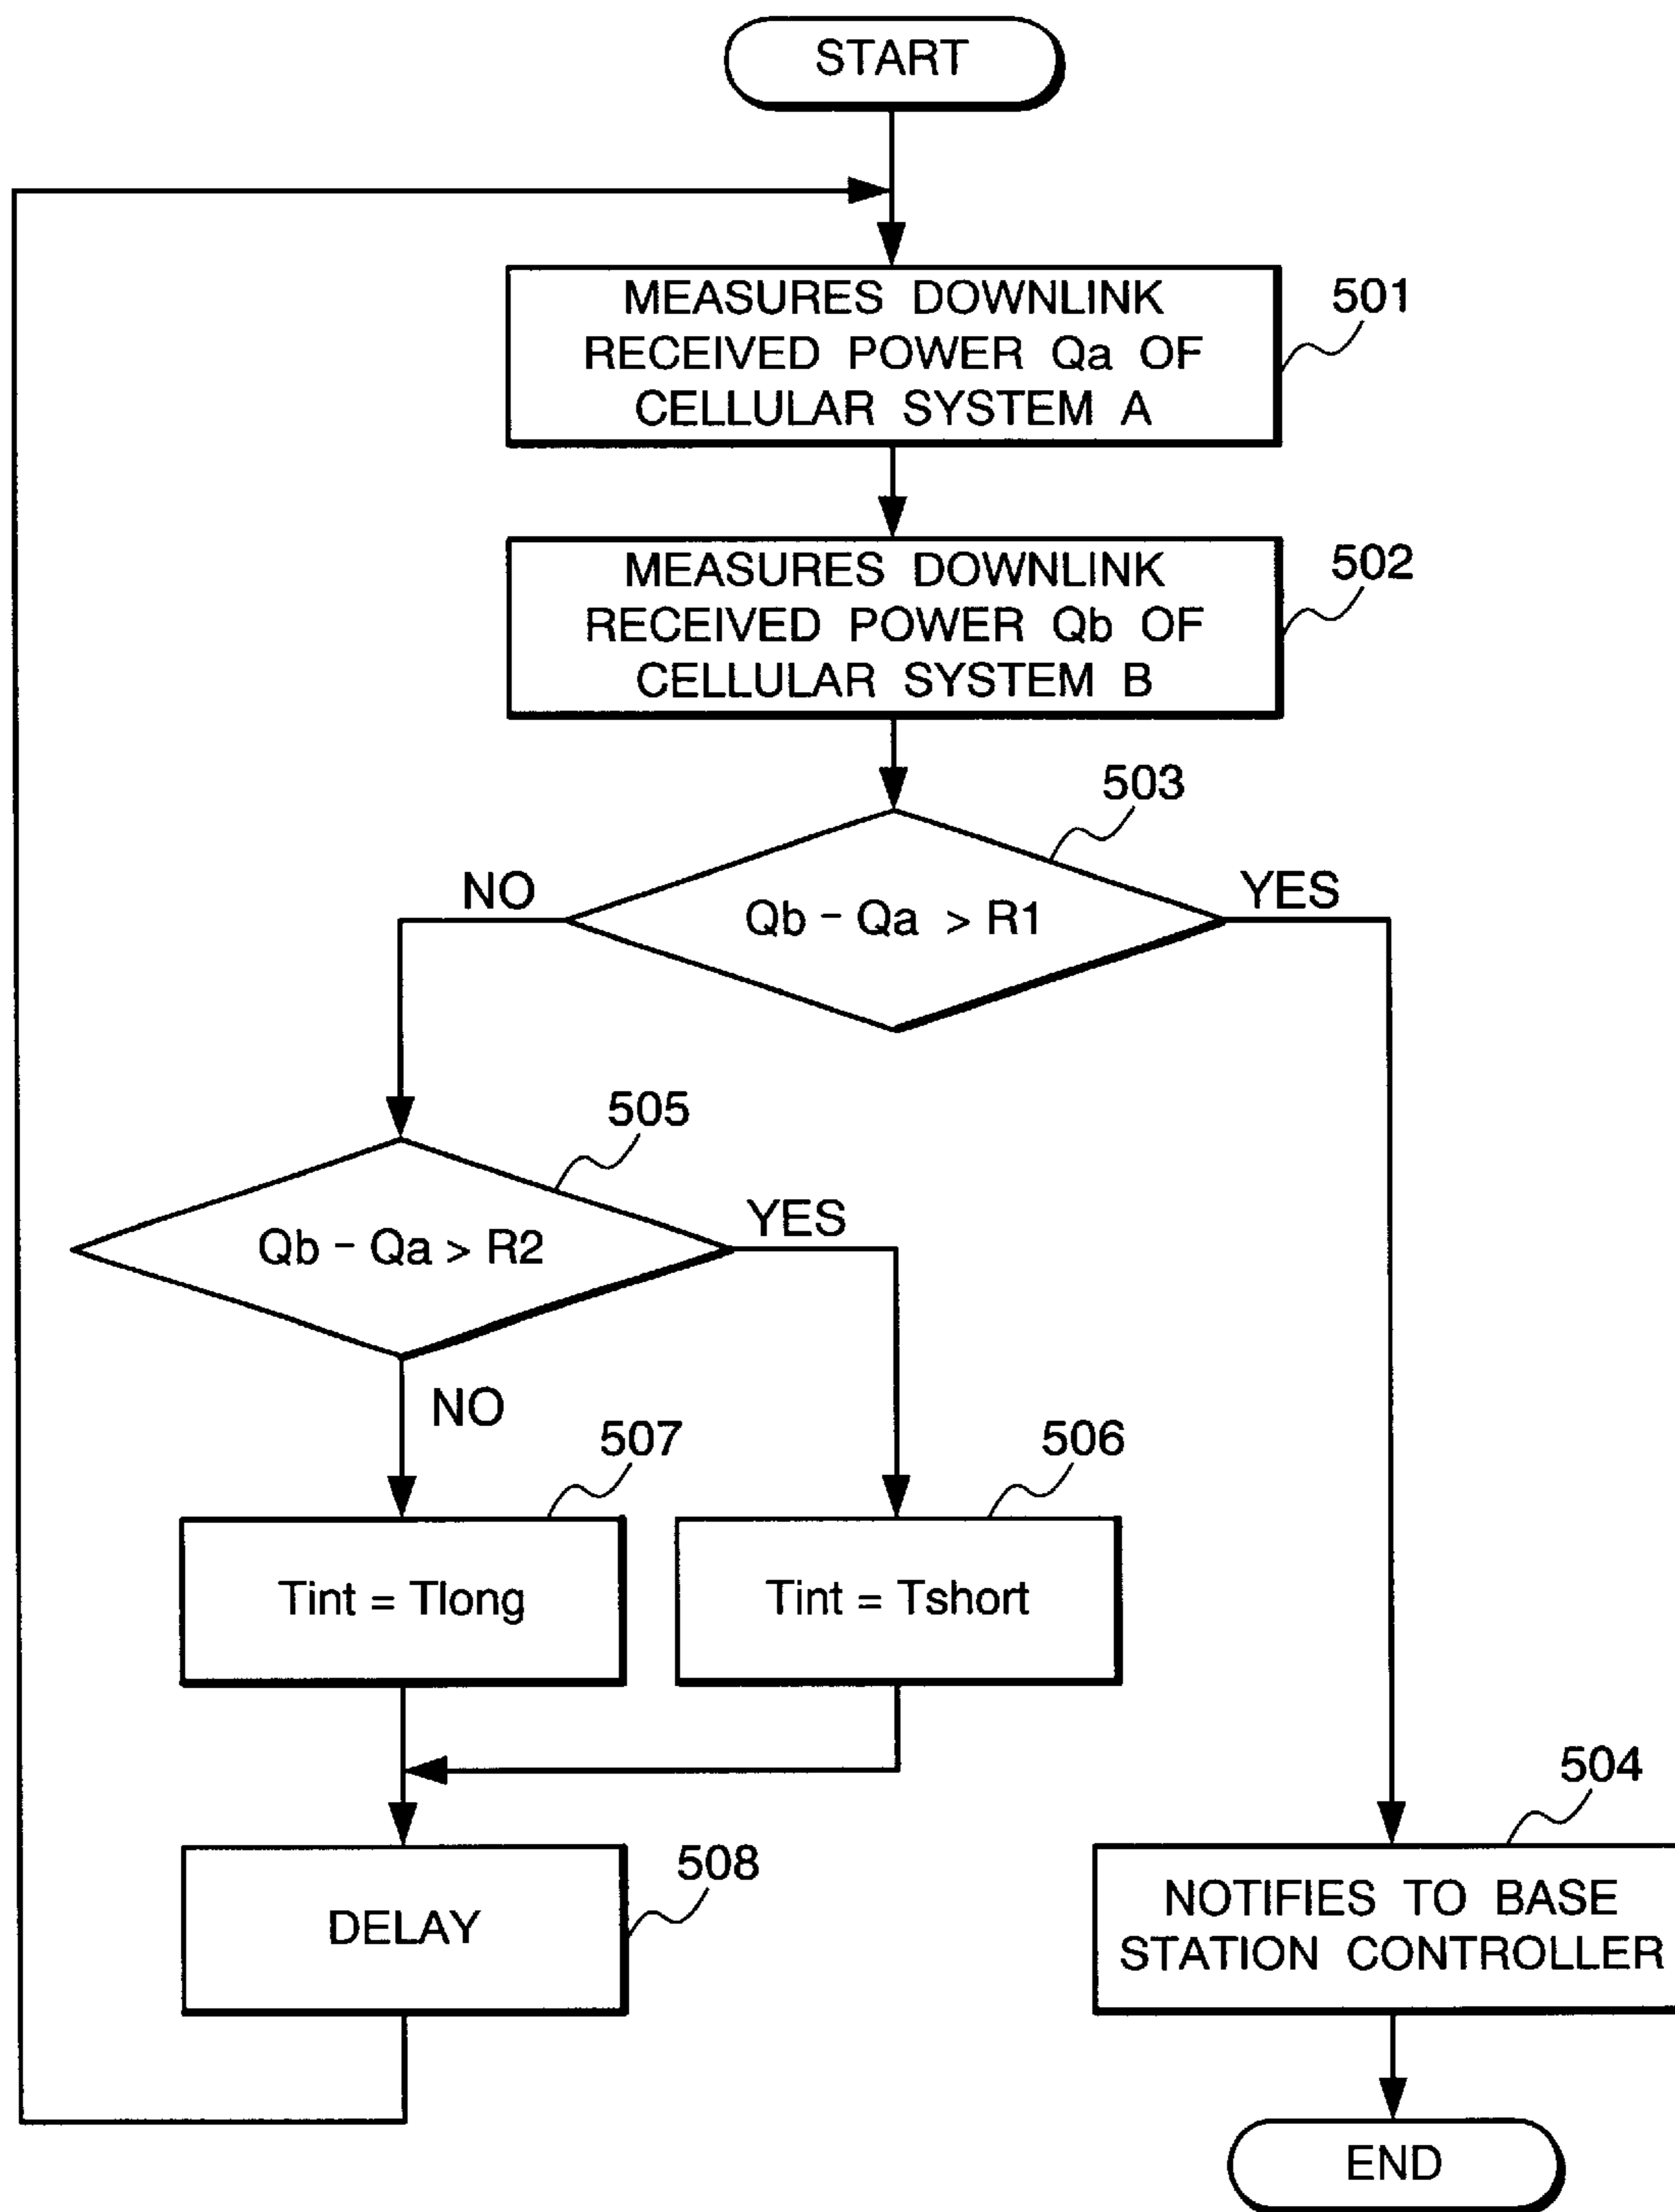 START
MEASURES DOWNLINK
RECEIVED POWER Qa OF
CELLULAR SYSTEM A
501
MEASURES DOWNLINK
RECEIVED POWER Qb OF
CELLULAR SYSTEM B
502
503
NO
YES
Qb - Qa > R1
505
YES
Qb - Qa > R2
NO
507
506
Tint = Tlong
Tint = Tshort
504
508
DELAY
NOTIFIES TO BASE
STATION CONTROLLER
END